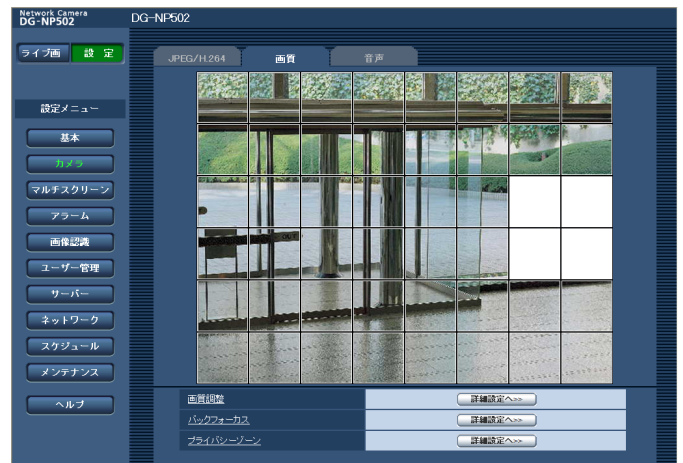 Network Camera
DG-NP502
DG-NP502
ライブ画 設 定
JPEG/H.264 画質 音声
設定メニュー
基本
カメラ
マルチスクリーン
アラーム
画像認識
ユーザー管理
サーバー
ネットワーク
スケジュール
メンテナンス
ヘルプ
画質調整 詳細設定へ>>
バックフォーカス 詳細設定へ>>
プライバシーゾーン 詳細設定へ>>